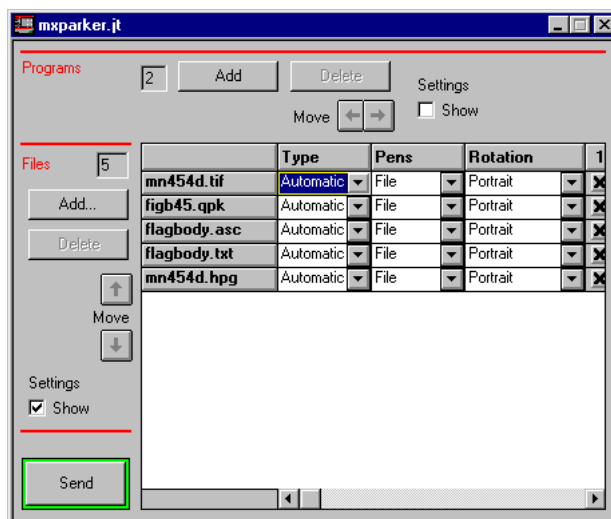 mxparker.jt
Programs 2 Add Delete Settings
Move Show
Files 5
Add...
Delete
Move
Settings
Show
Send
Type Pens Rotation 1
mn454d.tif Automatic File Portrait
figb45.qpk Automatic File Portrait
flagbody.asc Automatic File Portrait
flagbody.txt Automatic File Portrait
mn454d.hpg Automatic File Portrait